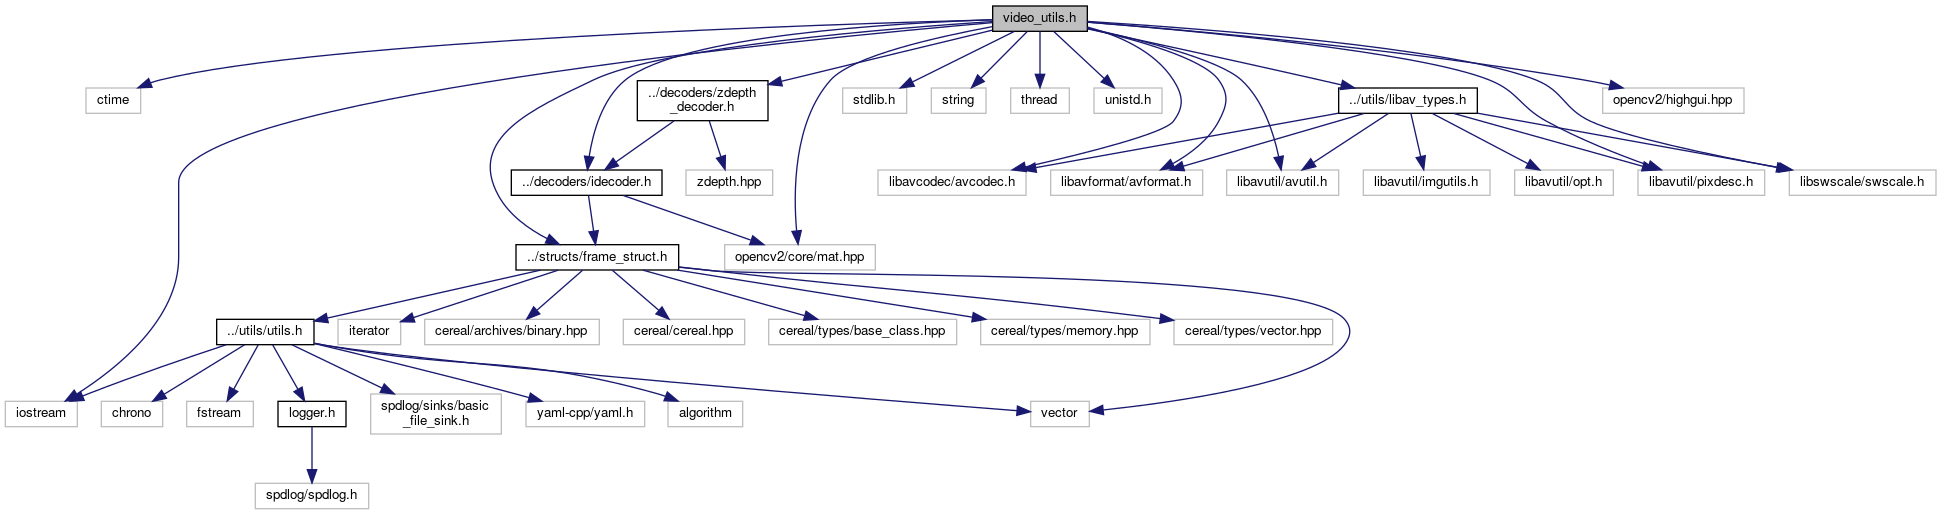 video_utils.h
ctime
../decoders/zdepth
_decoder.h
stdlib.h
string
thread
unistd.h
../utils/libav_types.h
opencv2/highgui.hpp
../decoders/idecoder.h
zdepth.hpp
libavcodec/avcodec.h
libavformat/avformat.h
libavutil/avutil.h
libavutil/imgutils.h
libavutil/opt.h
libavutil/pixdesc.h
libswscale/swscale.h
../structs/frame_struct.h
opencv2/core/mat.hpp
../utils/utils.h
iterator
cereal/archives/binary.hpp
cereal/cereal.hpp
cereal/types/base_class.hpp
cereal/types/memory.hpp
cereal/types/vector.hpp
iostream
chrono
fstream
logger.h
spdlog/sinks/basic
_file_sink.h
yaml-cpp/yaml.h
algorithm
vector
spdlog/spdlog.h